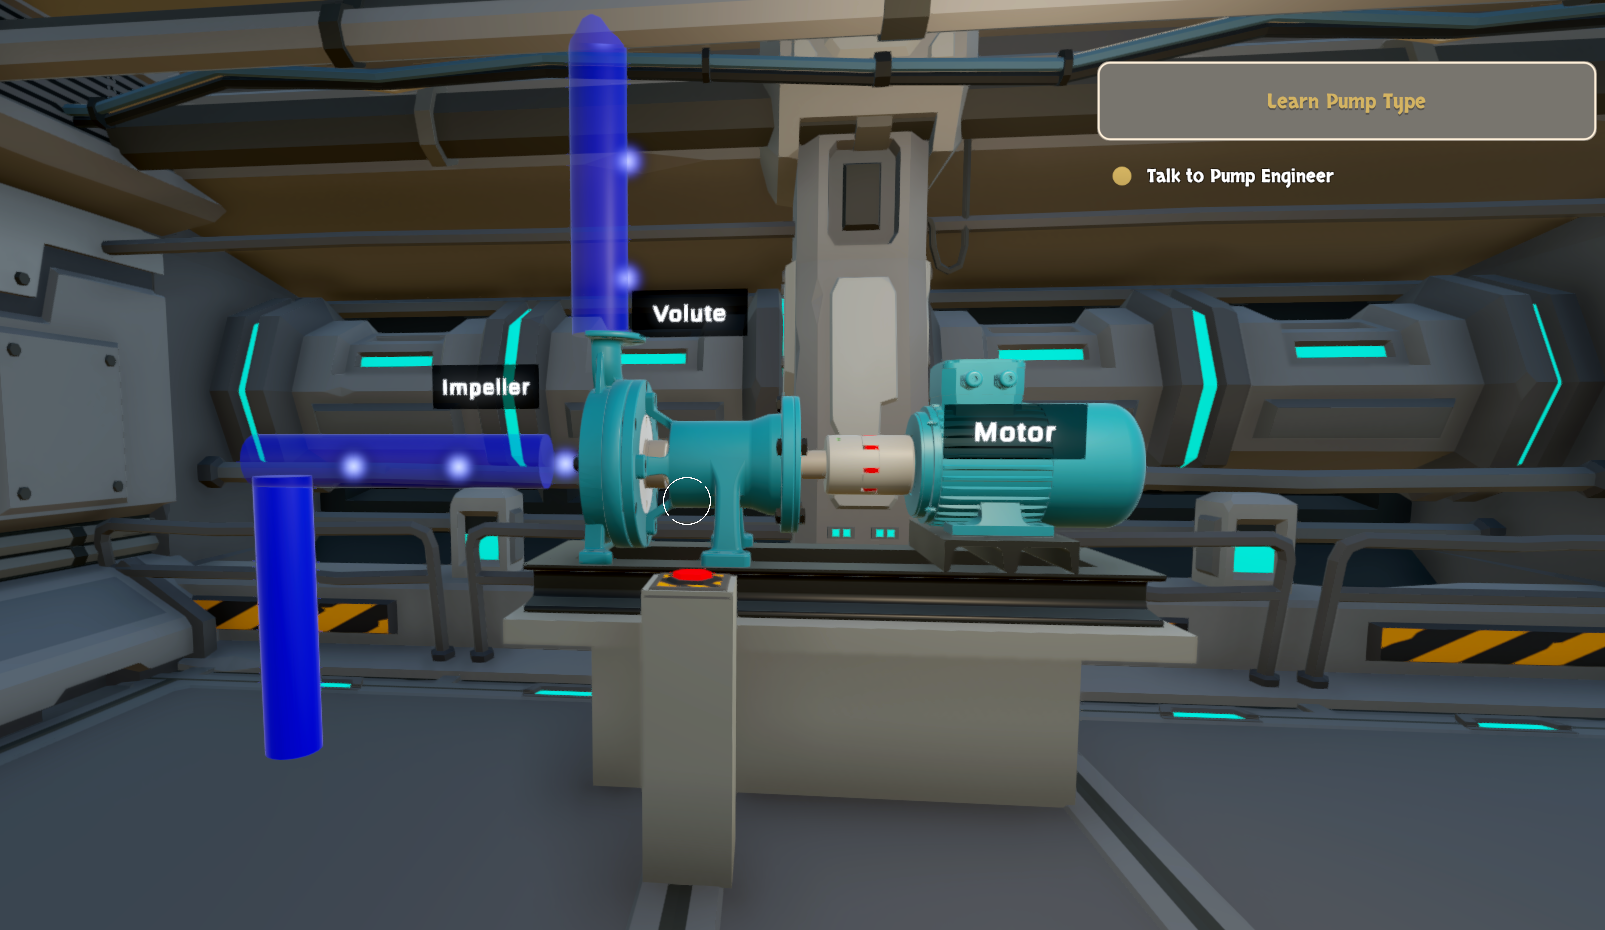 Learn Pump Type
Talk to Pump Engineer
Volute
Impeller
Motor